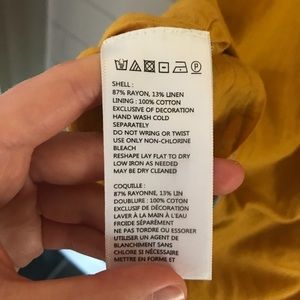 SHELL :
87% RAYON, 13% LINEN
LINING : 100% COTTON
EXCLUSIVE OF DECORATION
HAND WASH COLD
SEPARATELY
DO NOT WRING OR TWIST
USE ONLY NON-CHLORINE
BLEACH
RESHAPE LAY FLAT TO DRY
LOW IRON AS NEEDED
MAY BE DRY CLEANED
COQUILLE :
87% RAYONNE, 13% LIN
DOUBLURE : 100% COTON
EXCLUSIF DE DÉCORATION
LAVER À LA MAIN À L'EAU
FROIDE SÉPARÉMENT
NE PAS TORDRE OU ESSORER
UTILISER UN AGENT DE
BLANCHIMENT SANS
CHLORE SI NÉCESSAIRE
METTRE EN FORME ET